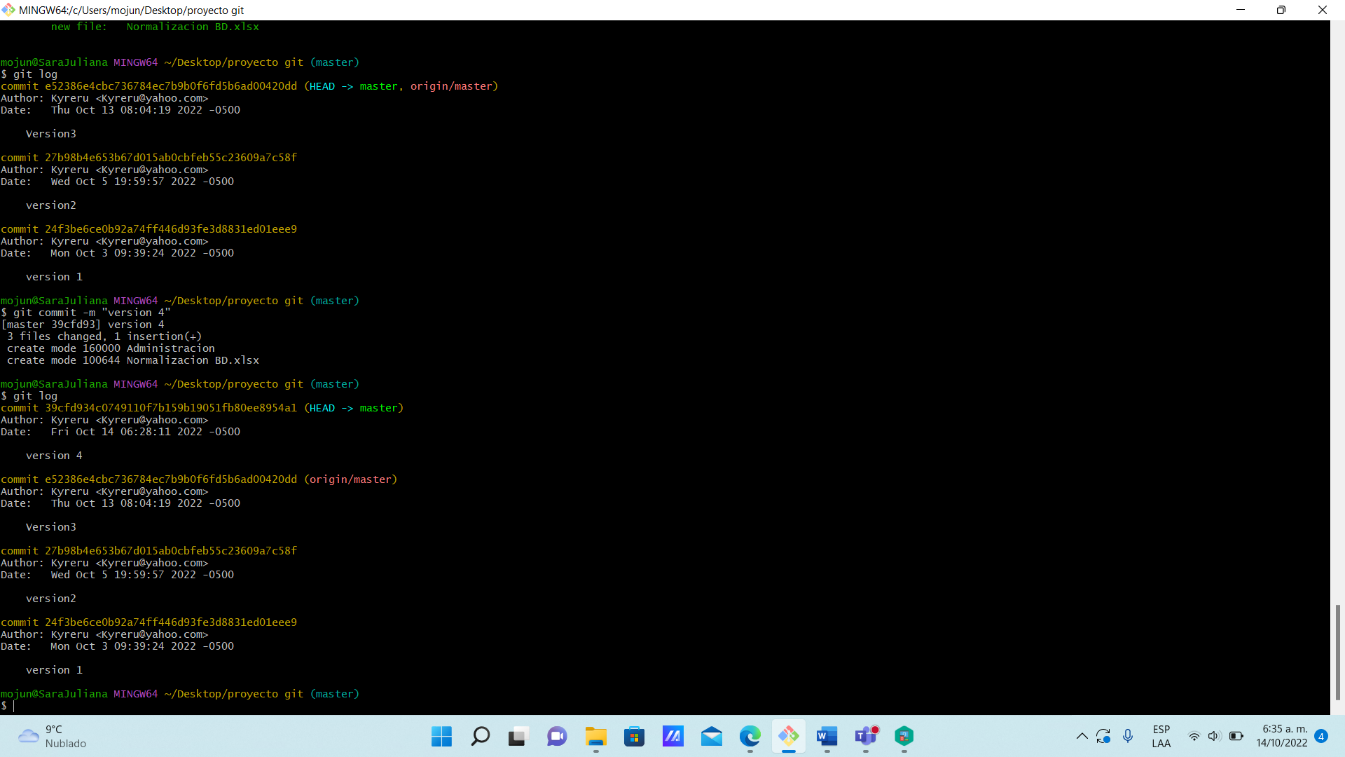 MINGW64:/c/Users/mojun/Desktop/proyecto git
new file:   Normalizacion BD.xlsx
mojun@SaraJuliana MINGW64 ~/Desktop/proyecto git (master)
$ git log
commit e52386e4cbc736784ec7b9b0f6fd5b6ad00420dd (HEAD -> master, origin/master)
Author: Kyreru <Kyreru@yahoo.com>
Date:   Thu Oct 13 08:04:19 2022 -0500
Version3
commit 27b98b4e653b67d015ab0cbfeb55c23609a7c58f
Author: Kyreru <Kyreru@yahoo.com>
Date:   Wed Oct 5 19:59:57 2022 -0500
version2
commit 24f3be6ce0b92a74ff446d93fe3d8831ed01eee9
Author: Kyreru <Kyreru@yahoo.com>
Date:   Mon Oct 3 09:39:24 2022 -0500
version 1
mojun@SaraJuliana MINGW64 ~/Desktop/proyecto git (master)
$ git commit -m "version 4"
[master 39cfd93] version 4
3 files changed, 1 insertion(+)
create mode 160000 Administracion
create mode 100644 Normalizacion BD.xlsx
mojun@SaraJuliana MINGW64 ~/Desktop/proyecto git (master)
$ git log
commit 39cfd934c0749110f7b159b19051fb80ee8954a1 (HEAD -> master)
Author: Kyreru <Kyreru@yahoo.com>
Date:   Fri Oct 14 06:28:11 2022 -0500
version 4
commit e52386e4cbc736784ec7b9b0f6fd5b6ad00420dd (origin/master)
Author: Kyreru <Kyreru@yahoo.com>
Date:   Thu Oct 13 08:04:19 2022 -0500
Version3
commit 27b98b4e653b67d015ab0cbfeb55c23609a7c58f
Author: Kyreru <Kyreru@yahoo.com>
Date:   Wed Oct 5 19:59:57 2022 -0500
version2
commit 24f3be6ce0b92a74ff446d93fe3d8831ed01eee9
Author: Kyreru <Kyreru@yahoo.com>
Date:   Mon Oct 3 09:39:24 2022 -0500
version 1
mojun@SaraJuliana MINGW64 ~/Desktop/proyecto git (master)
$
9°C
Nublado
ESP
LAA
6:35 a. m.
14/10/2022
4